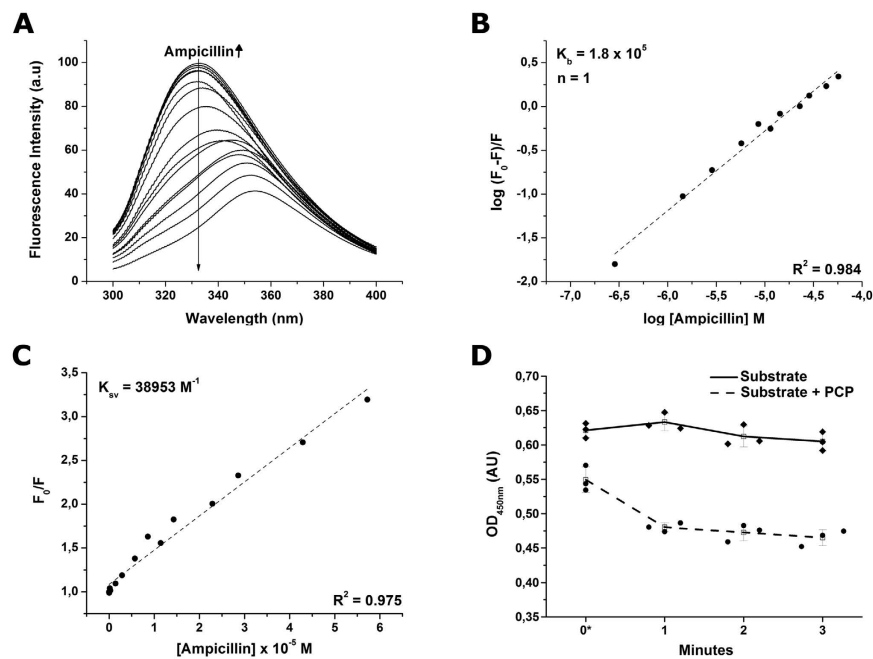 A
Ampicillin↑
100
80
60
40
20
0
Fluorescence Intensity (a.u)
300 320 340 360 380 400
Wavelength (nm)
B
K_b = 1.8 x 10^5
n = 1
0,5
0,0
-0,5
-1,0
-1,5
-2,0
log (F_0-F)/F
R^2 = 0.984
-7,0 -6,5 -6,0 -5,5 -5,0 -4,5 -4,0
log [Ampicillin] M
C
K_sv = 38953 M^-1
3,5
3,0
2,5
2,0
1,5
1,0
F_0/F
R^2 = 0.975
0 1 2 3 4 5 6
[Ampicillin] x 10^-5 M
D
Substrate
Substrate + PCP
0,70
0,65
0,60
0,55
0,50
0,45
0,40
0,35
OD_450nm (AU)
0* 1 2 3
Minutes